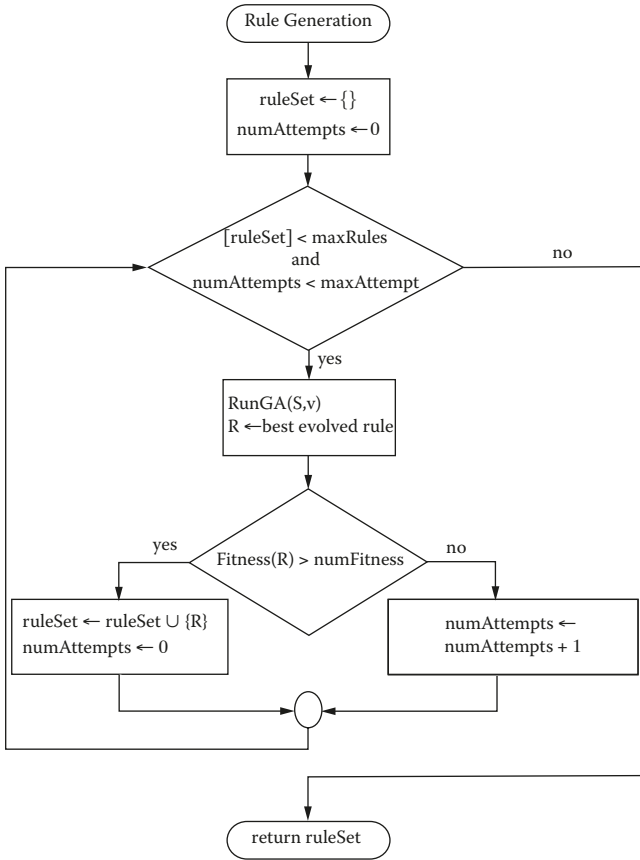 Rule Generation
ruleSet ← {}
numAttempts ← 0
[ruleSet] < maxRules
and
numAttempts < maxAttempt
no
yes
RunGA(S,v)
R ← best evolved rule
yes
Fitness(R) > numFitness
no
ruleSet ← ruleSet ∪ {R}
numAttempts ← 0
numAttempts ←
numAttempts + 1
return ruleSet